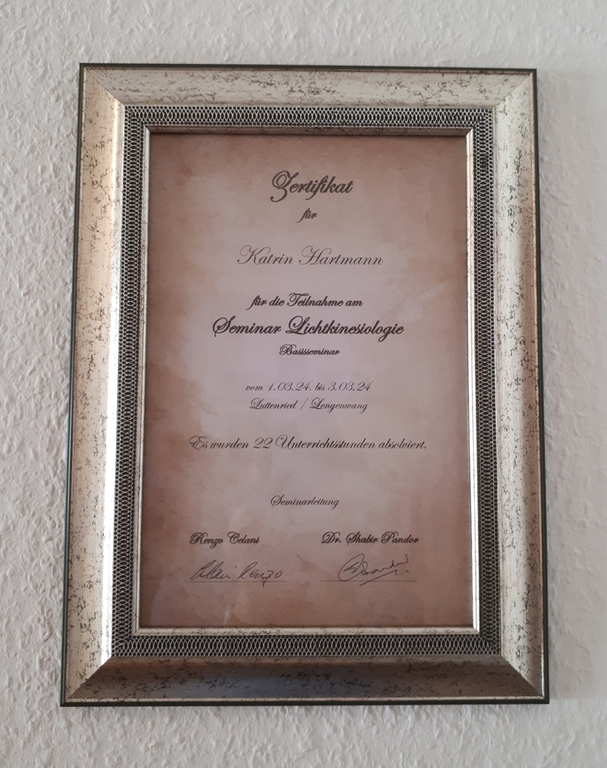 Zertifikat
für
Katrin Hartmann
für die Teilnahme am
Seminar Lichtkinesiologie
Basisseminar
vom 1.03.24. bis 3.03.24
Luttenried / Lengenwang
Es wurden 22 Unterrichtsstunden absolviert.
Seminarleitung
Renzo Celani Dr. Shabir Pandor